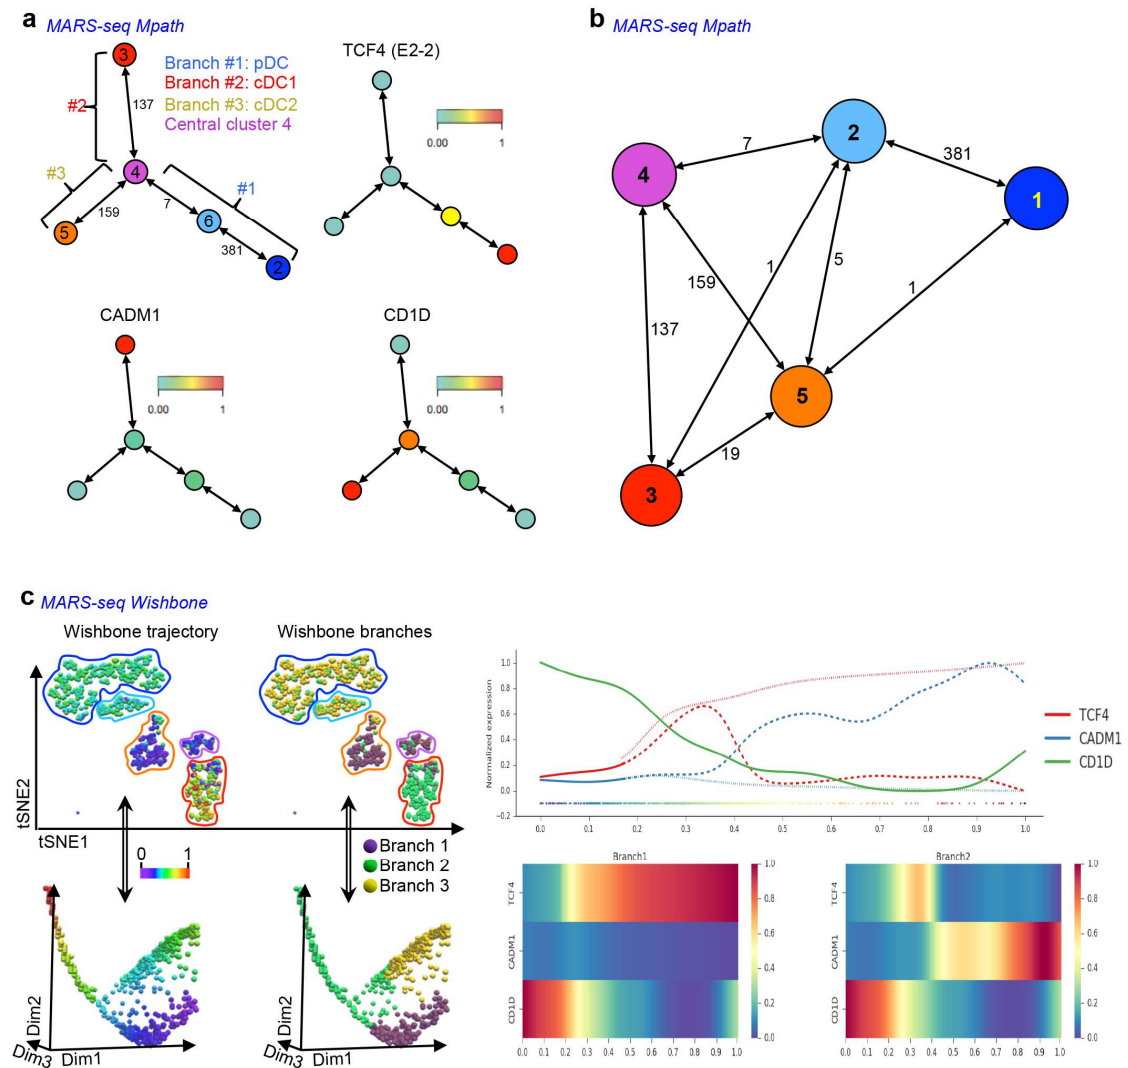 a MARS-seq Mpath
Branch #1: pDC
Branch #2: cDC1
Branch #3: cDC2
Central cluster 4
3
#2
137
4
#3
#1
159
7
6
5
381
2
TCF4 (E2-2)
0.00 1
CADM1
0.00 1
CD1D
0.00 1
b MARS-seq Mpath
2
7
381
4
1
1
5
159
1
137
5
19
3
c MARS-seq Wishbone
Wishbone trajectory
Wishbone branches
tSNE2
tSNE1
0 1
Branch 1
Branch 2
Branch 3
Dim2
Dim3
Dim1
Dim2
Dim3
Dim1
Normalized expression
1.0
0.8
0.6
0.4
0.2
0.0
−0.2
0.0 0.1 0.2 0.3 0.4 0.5 0.6 0.7 0.8 0.9 1.0
TCF4
CADM1
CD1D
Branch1
TCF4
CADM1
CD1D
1.0
0.8
0.6
0.4
0.2
0.0
0.0 0.1 0.2 0.3 0.4 0.5 0.6 0.7 0.8 0.9 1.0
Branch2
TCF4
CADM1
CD1D
1.0
0.8
0.6
0.4
0.2
0.0
0.0 0.1 0.2 0.3 0.4 0.5 0.6 0.7 0.8 0.9 1.0